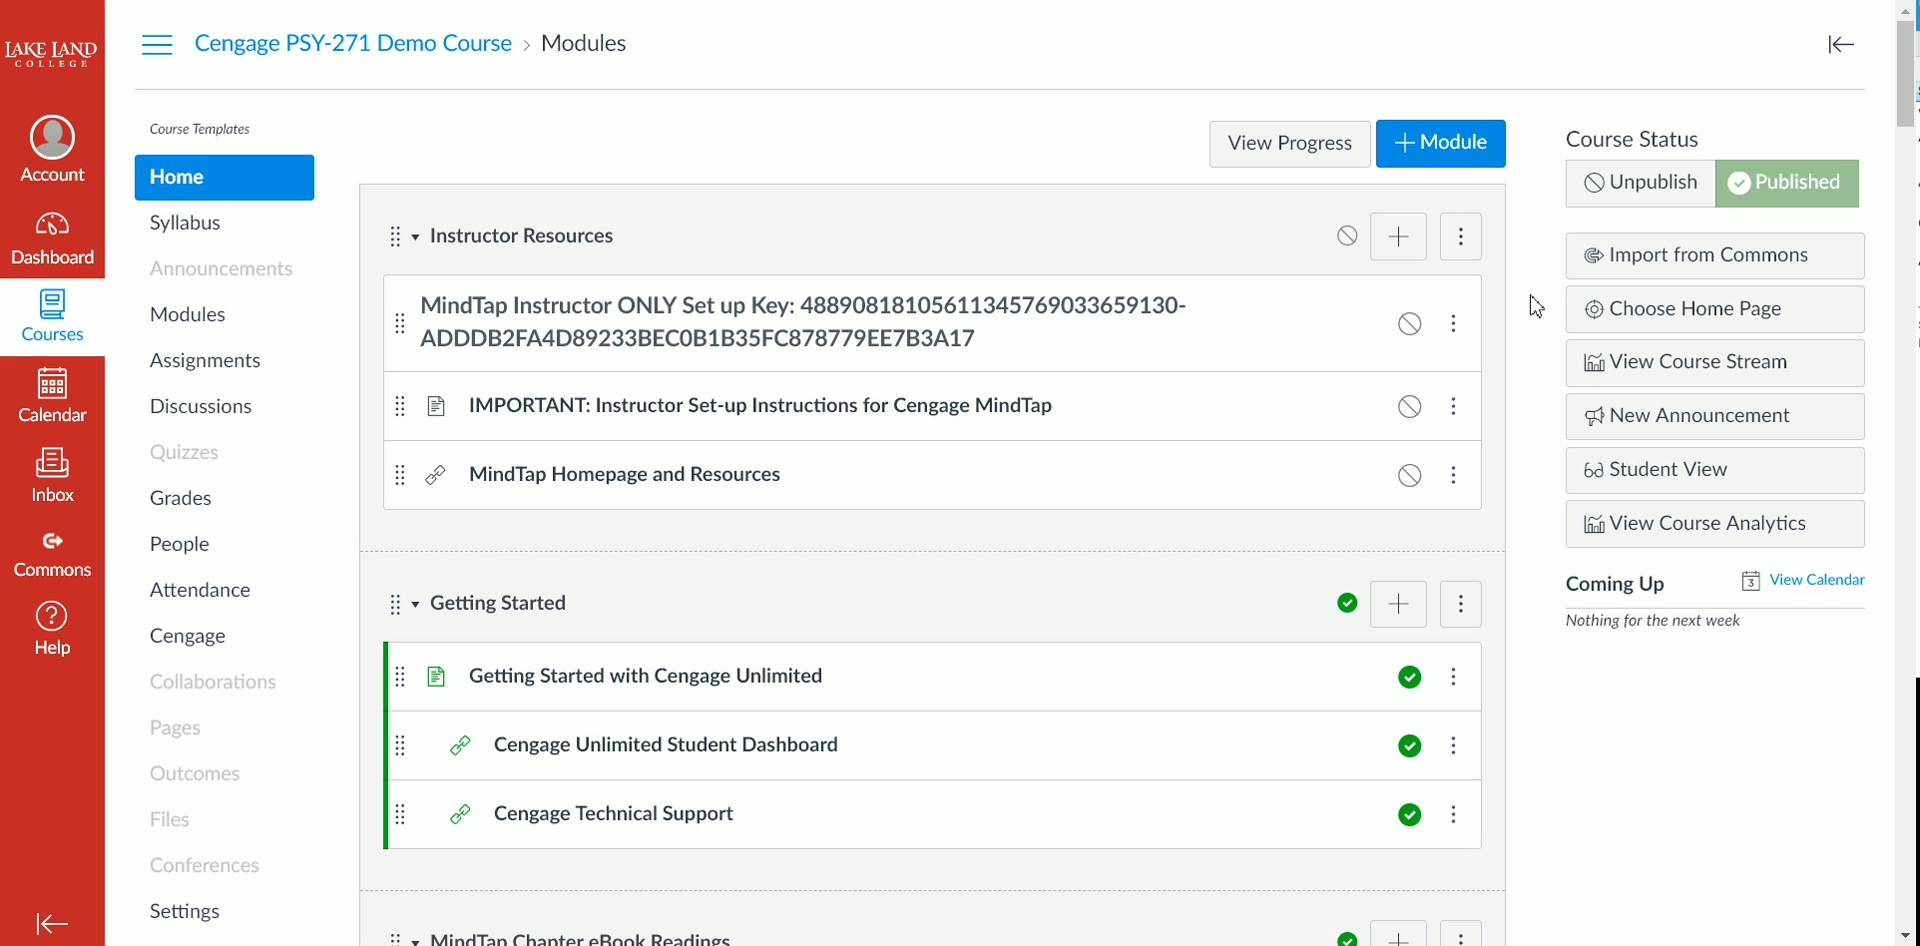 LAKE LAND
COLLEGE
Account
Dashboard
Courses
Calendar
Inbox
Commons
Help
Cengage PSY-271 Demo Course › Modules
Course Templates
Home
Syllabus
Announcements
Modules
Assignments
Discussions
Quizzes
Grades
People
Attendance
Cengage
Collaborations
Pages
Outcomes
Files
Conferences
Settings
View Progress
+ Module
Instructor Resources
MindTap Instructor ONLY Set up Key: 4889081810561134576903365​9130-
ADDDB2FA4D89233BEC0B1B35FC878779EE7B3A17
IMPORTANT: Instructor Set-up Instructions for Cengage MindTap
MindTap Homepage and Resources
Getting Started
Getting Started with Cengage Unlimited
Cengage Unlimited Student Dashboard
Cengage Technical Support
MindTap Chapter eBook Readings
Course Status
Unpublish
Published
Import from Commons
Choose Home Page
View Course Stream
New Announcement
Student View
View Course Analytics
Coming Up
3
View Calendar
Nothing for the next week